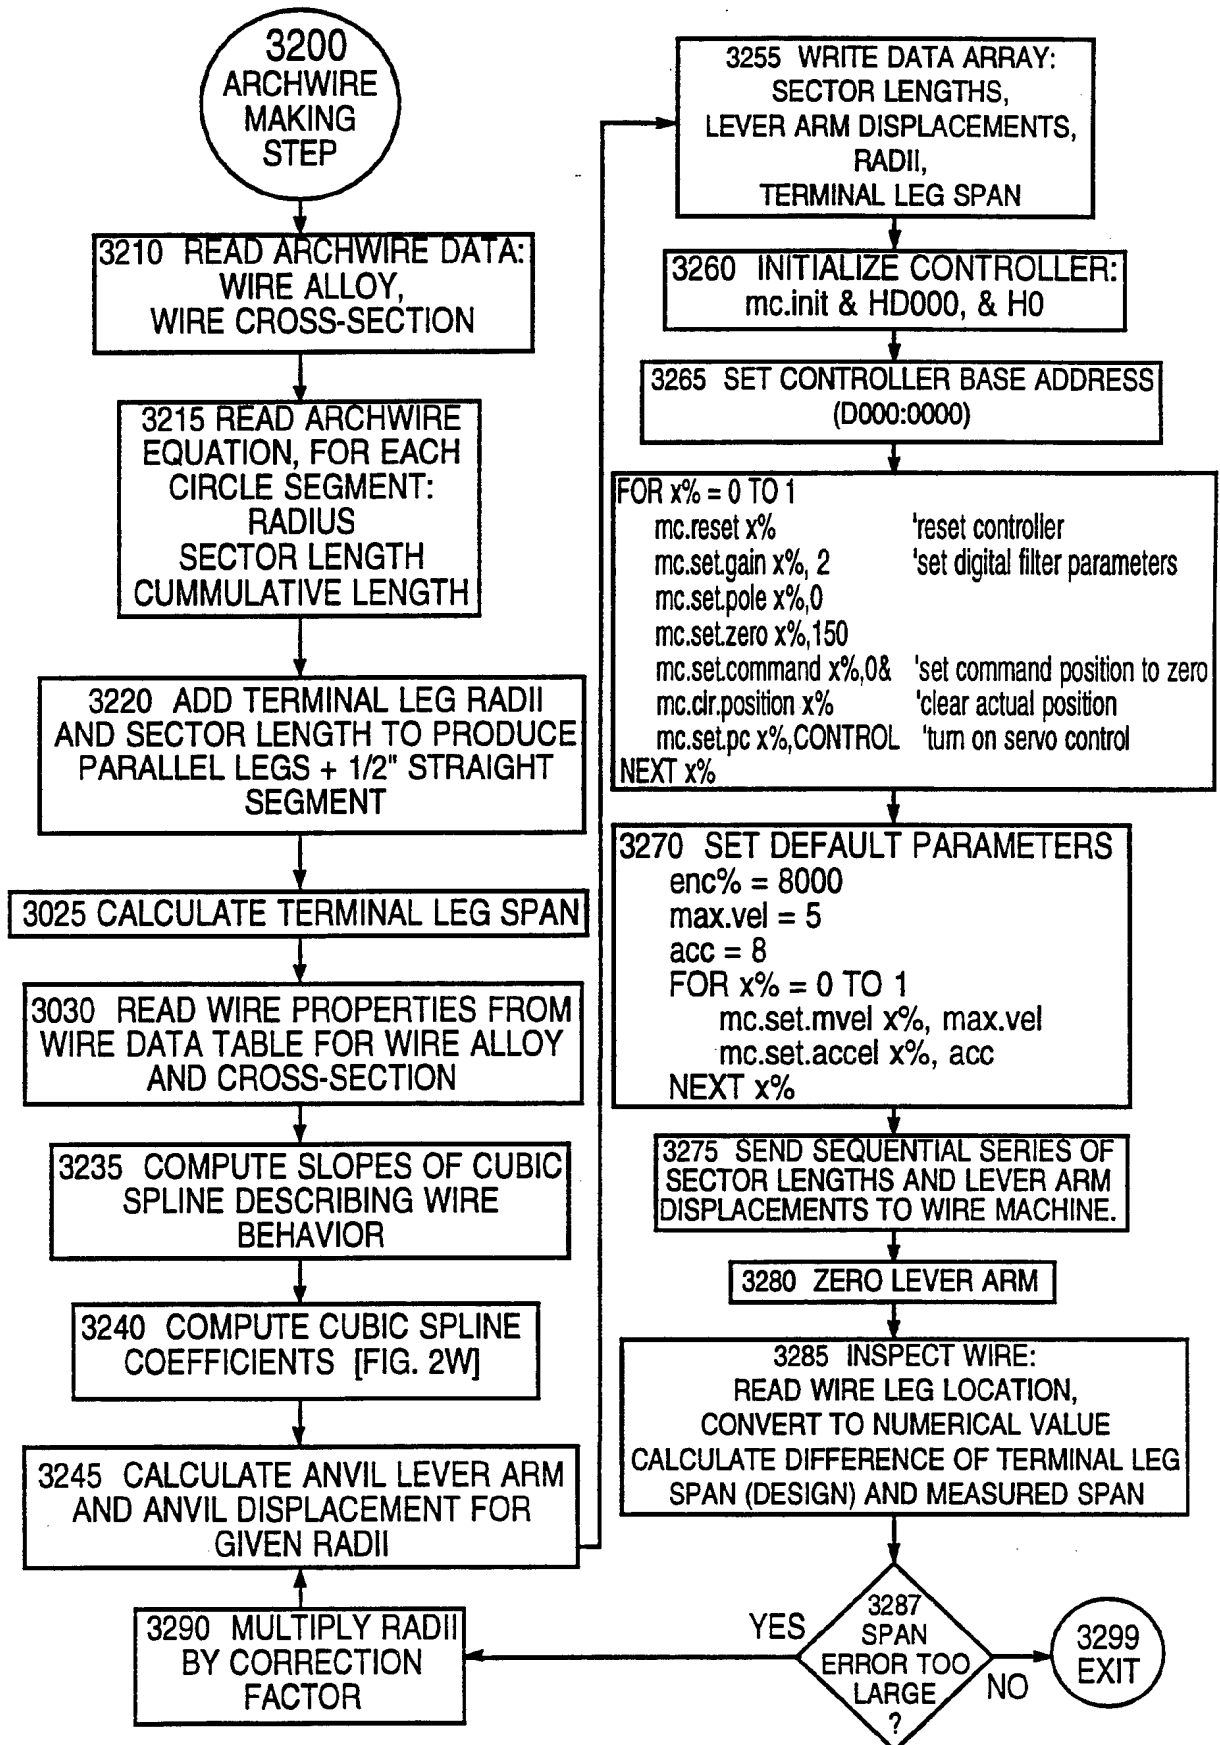 3200
ARCHWIRE
MAKING
STEP
3210 READ ARCHWIRE DATA:
WIRE ALLOY,
WIRE CROSS-SECTION
3215 READ ARCHWIRE
EQUATION, FOR EACH
CIRCLE SEGMENT:
RADIUS
SECTOR LENGTH
CUMMULATIVE LENGTH
3220 ADD TERMINAL LEG RADII
AND SECTOR LENGTH TO PRODUCE
PARALLEL LEGS + 1/2" STRAIGHT
SEGMENT
3025 CALCULATE TERMINAL LEG SPAN
3030 READ WIRE PROPERTIES FROM
WIRE DATA TABLE FOR WIRE ALLOY
AND CROSS-SECTION
3235 COMPUTE SLOPES OF CUBIC
SPLINE DESCRIBING WIRE
BEHAVIOR
3240 COMPUTE CUBIC SPLINE
COEFFICIENTS [FIG. 2W]
3245 CALCULATE ANVIL LEVER ARM
AND ANVIL DISPLACEMENT FOR
GIVEN RADII
3290 MULTIPLY RADII
BY CORRECTION
FACTOR
3255 WRITE DATA ARRAY:
SECTOR LENGTHS,
LEVER ARM DISPLACEMENTS,
RADII,
TERMINAL LEG SPAN
3260 INITIALIZE CONTROLLER:
mc.init & HD000, & H0
3265 SET CONTROLLER BASE ADDRESS
(D000:0000)
FOR x% = 0 TO 1
mc.reset x% 'reset controller
mc.set.gain x%, 2 'set digital filter parameters
mc.set.pole x%,0
mc.set.zero x%,150
mc.set.command x%,0& 'set command position to zero
mc.clr.position x% 'clear actual position
mc.set.pc x%,CONTROL 'turn on servo control
NEXT x%
3270 SET DEFAULT PARAMETERS
enc% = 8000
max.vel = 5
acc = 8
FOR x% = 0 TO 1
mc.set.mvel x%, max.vel
mc.set.accel x%, acc
NEXT x%
3275 SEND SEQUENTIAL SERIES OF
SECTOR LENGTHS AND LEVER ARM
DISPLACEMENTS TO WIRE MACHINE.
3280 ZERO LEVER ARM
3285 INSPECT WIRE:
READ WIRE LEG LOCATION,
CONVERT TO NUMERICAL VALUE
CALCULATE DIFFERENCE OF TERMINAL LEG
SPAN (DESIGN) AND MEASURED SPAN
3287
SPAN
ERROR TOO
LARGE
?
YES
NO
3299
EXIT